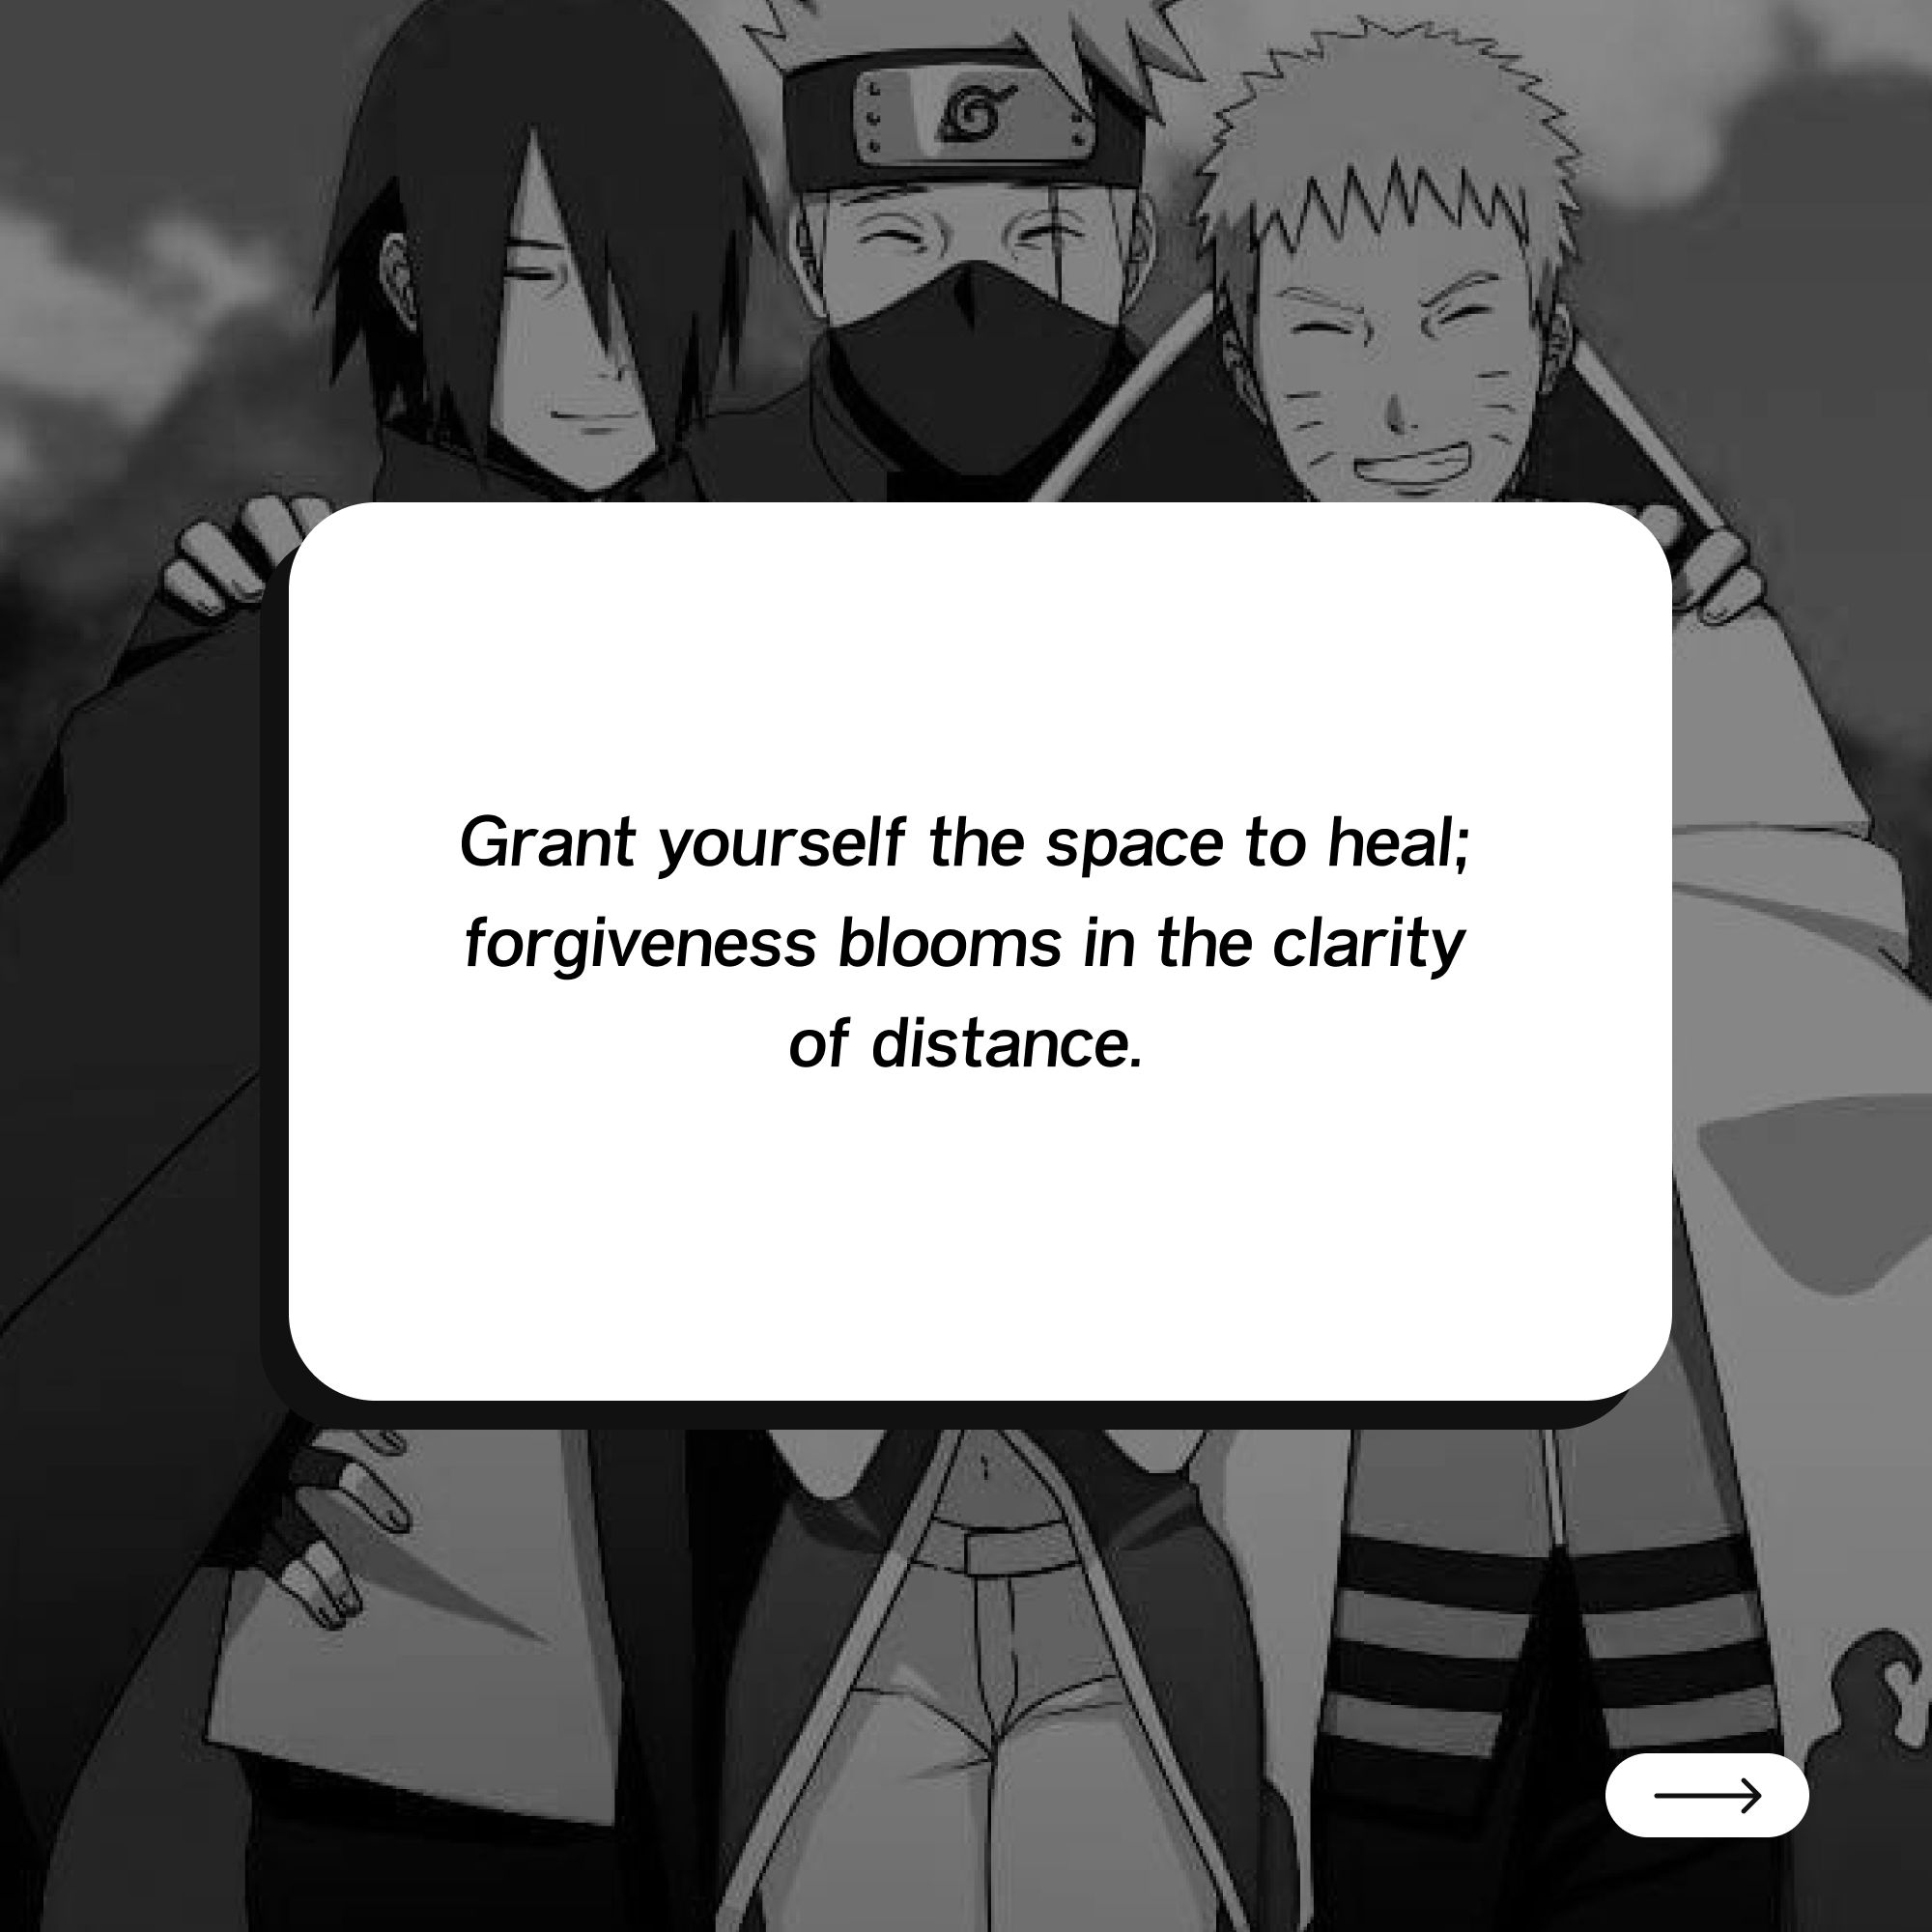 Grant yourself the space to heal;
forgiveness blooms in the clarity
of distance.